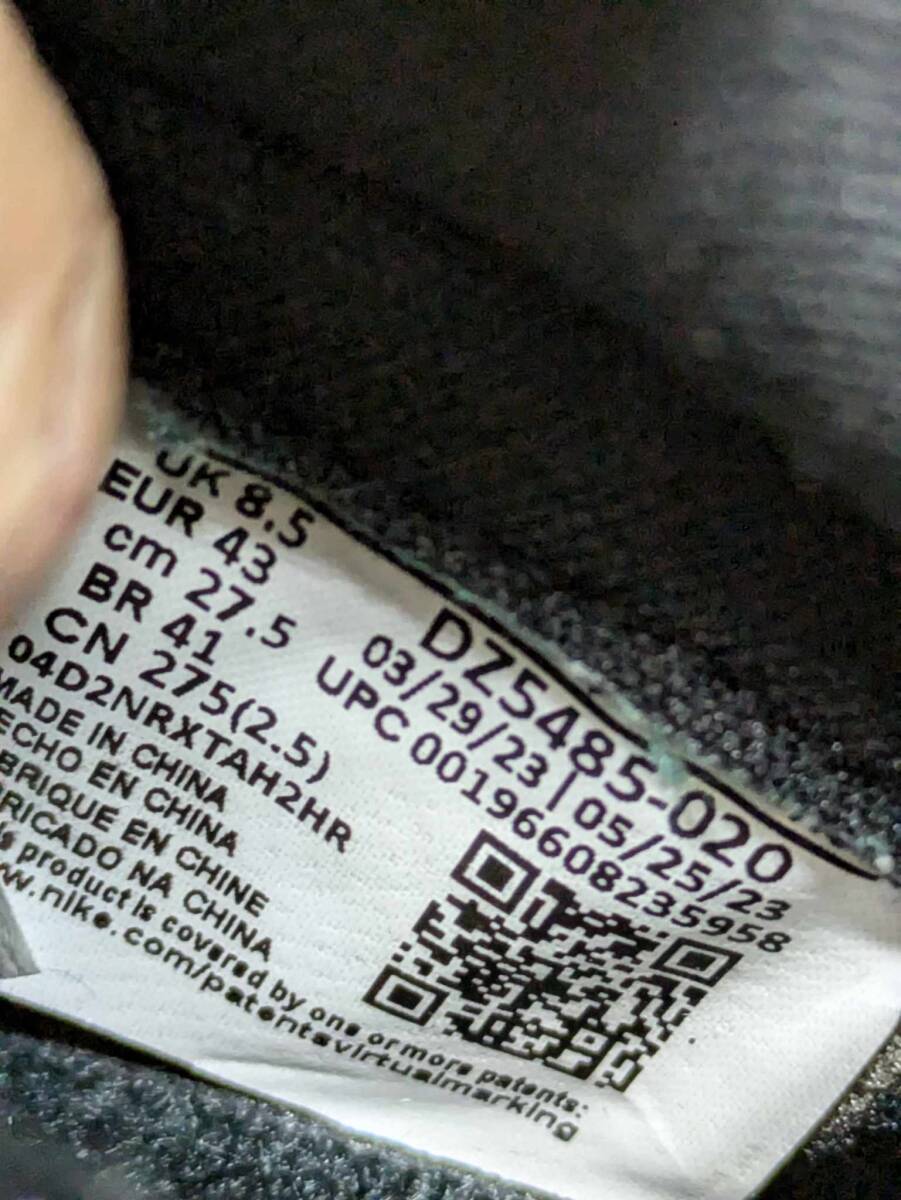 UK 8.5
EUR 43
cm 27.5
BR 41
CN 275(2.5)
04D2NRXTAH2HR
MADE IN CHINA
ECHO EN CHINA
BRIQUE EN CHINE
RICADO NA CHINA
s product is covered by one or more patents:
w.nike.com/patentsvirtualmarking
DZ5485-020
03/29/23 | 05/25/23
UPC 00196608235958